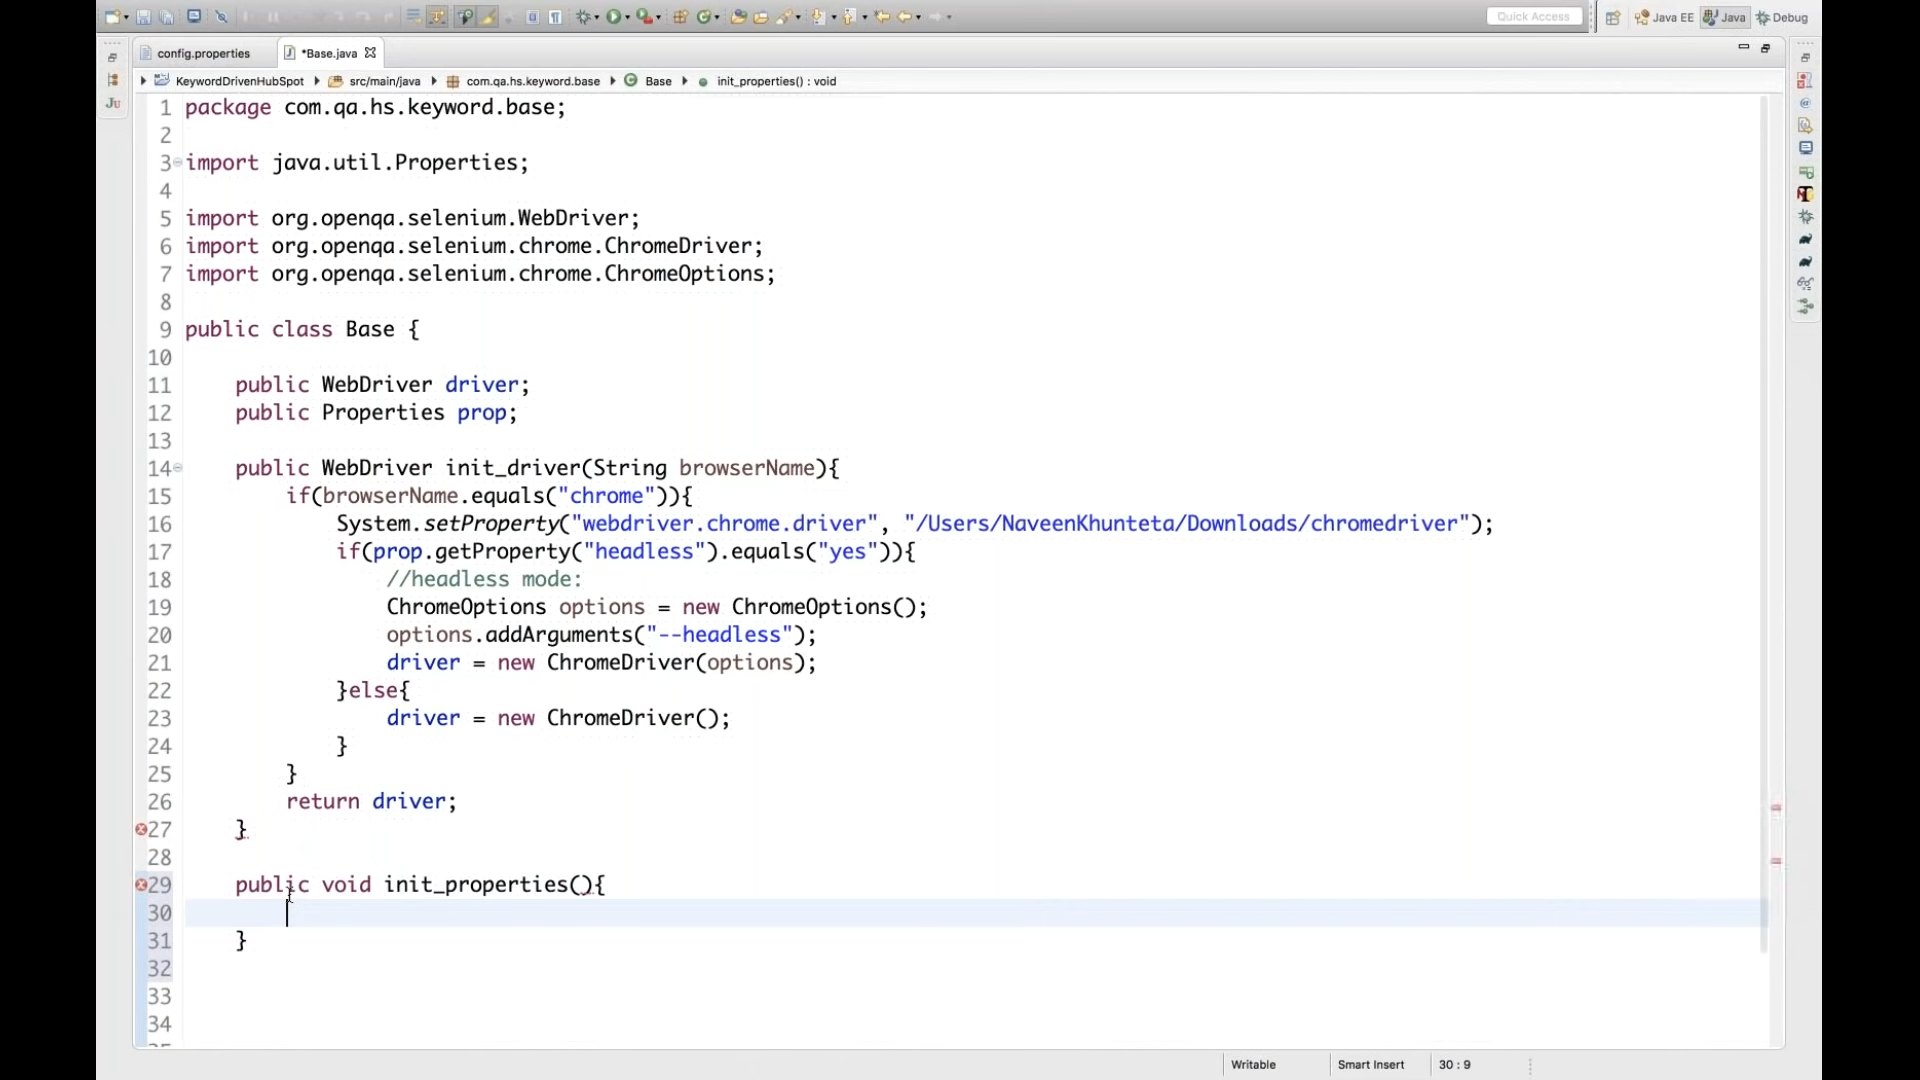 Quick Access
Java EE
Java
Debug
config.properties
*Base.java
KeywordDrivenHubSpot
src/main/java
com.qa.hs.keyword.base
Base
init_properties() : void
1 package com.qa.hs.keyword.base;
2
3 import java.util.Properties;
4
5 import org.openqa.selenium.WebDriver;
6 import org.openqa.selenium.chrome.ChromeDriver;
7 import org.openqa.selenium.chrome.ChromeOptions;
8
9 public class Base {
10
11 public WebDriver driver;
12 public Properties prop;
13
14 public WebDriver init_driver(String browserName){
15 if(browserName.equals("chrome")){
16 System.setProperty("webdriver.chrome.driver", "/Users/NaveenKhunteta/Downloads/chromedriver");
17 if(prop.getProperty("headless").equals("yes")){
18 //headless mode:
19 ChromeOptions options = new ChromeOptions();
20 options.addArguments("--headless");
21 driver = new ChromeDriver(options);
22 }else{
23 driver = new ChromeDriver();
24 }
25 }
26 return driver;
27 }
28
29 public void init_properties(){
30
31 }
32
33
34
Writable
Smart Insert
30 : 9